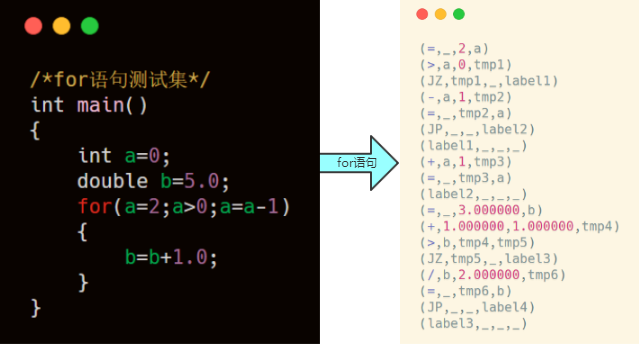 /*for语句测试集*/
int main()
{
int a=0;
double b=5.0;
for(a=2;a>0;a=a-1)
{
b=b+1.0;
}
}
for语句
(=,_,2,a)
(>,a,0,tmp1)
(JZ,tmp1,_,label1)
(-,a,1,tmp2)
(=,_,tmp2,a)
(JP,_,_,label2)
(label1,_,_,_)
(+,a,1,tmp3)
(=,_,tmp3,a)
(label2,_,_,_)
(=,_,3.000000,b)
(+,1.000000,1.000000,tmp4)
(>,b,tmp4,tmp5)
(JZ,tmp5,_,label3)
(/,b,2.000000,tmp6)
(=,_,tmp6,b)
(JP,_,_,label4)
(label3,_,_,_)